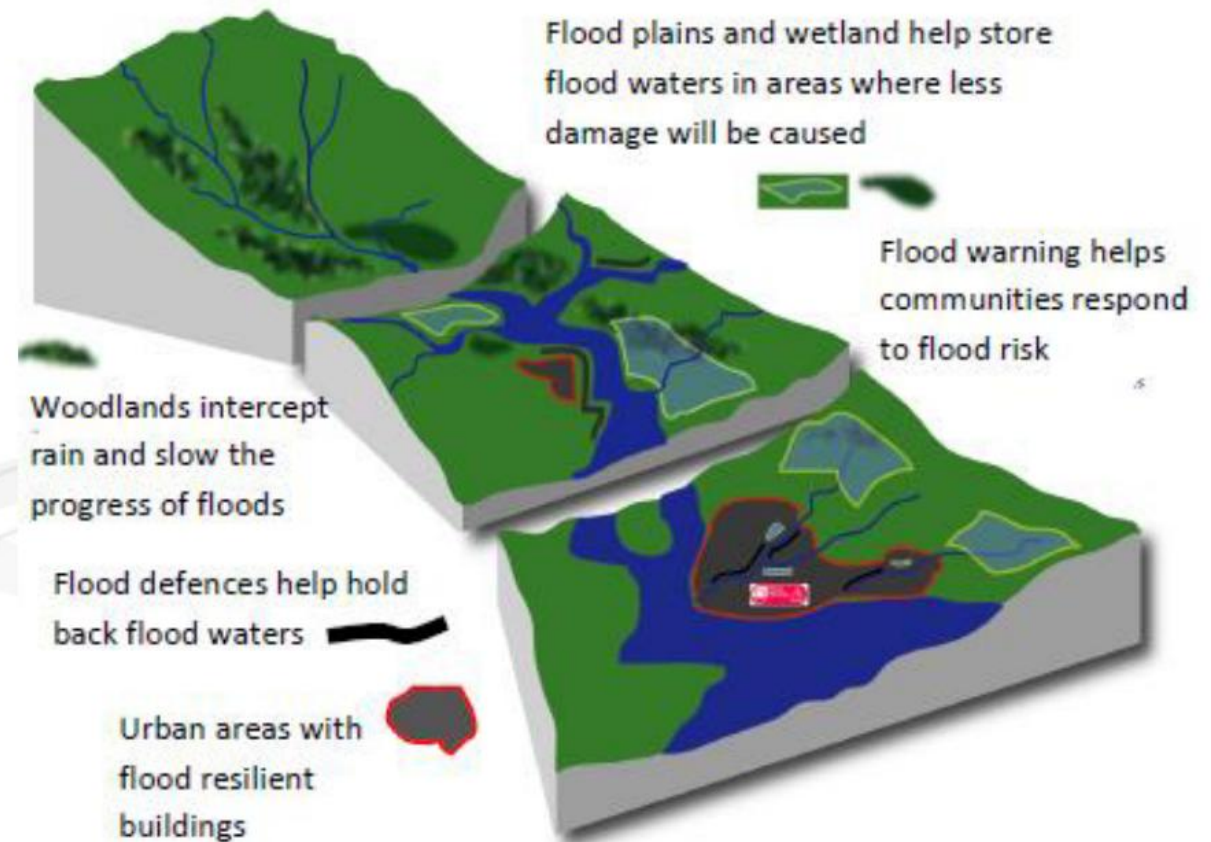 Flood plains and wetland help store
flood waters in areas where less
damage will be caused
Flood warning helps
communities respond
to flood risk
Woodlands intercept
rain and slow the
progress of floods
Flood defences help hold
back flood waters
Urban areas with
flood resilient
buildings